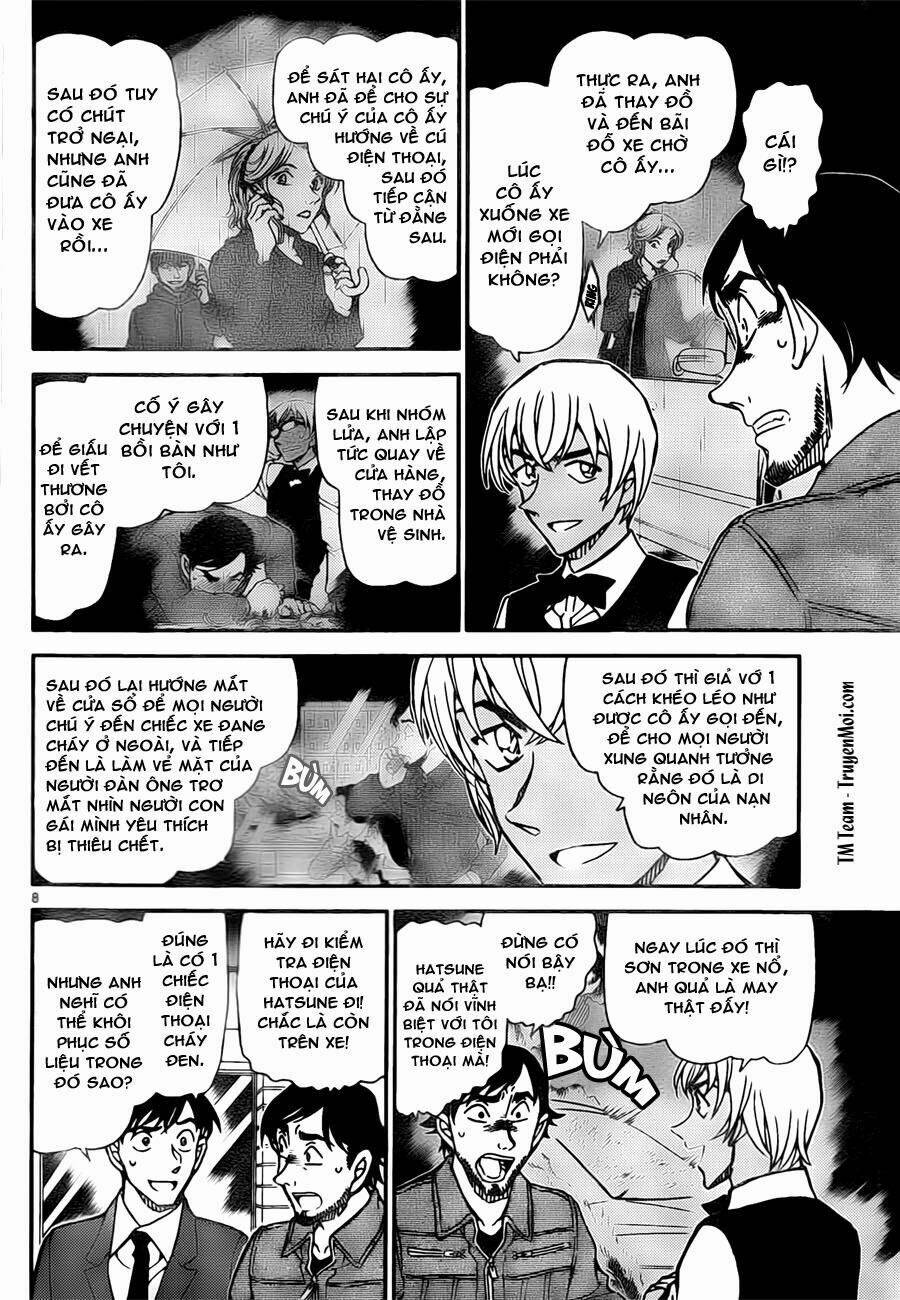 CÁI
GÌ!?
THỰC RA, ANH
ĐÃ THAY ĐỒ
VÀ ĐẾN BÃI
ĐỖ XE CHỜ
CÔ ẤY...
LÚC
CÔ ẤY
XUỐNG XE
MỚI GỌI
ĐIỆN PHẢI
KHÔNG?
RING
ĐỂ SÁT HẠI CÔ ẤY,
ANH ĐÃ ĐỂ CHO SỰ
CHÚ Ý CỦA CÔ ẤY
HƯỚNG VỀ CÚ
ĐIỆN THOẠI,
SAU ĐÓ
TIẾP CẬN
TỪ ĐẰNG
SAU.
SAU ĐÓ TUY
CÓ CHÚT
TRỞ NGẠI,
NHƯNG ANH
CŨNG ĐÃ
ĐƯA CÔ ẤY
VÀO XE
RỒI...
SAU KHI NHÓM
LỬA, ANH LẬP
TỨC QUAY VỀ
CỬA HÀNG,
THAY ĐỒ
TRONG NHÀ
VỆ SINH.
CỐ Ý GÂY
CHUYỆN VỚI 1
BỒI BÀN NHƯ
TÔI.
ĐỂ GIẤU
ĐI VẾT
THƯƠNG
BỞI CÔ
ẤY GÂY
RA.
SAU ĐÓ THÌ GIẢ VỚ 1
CÁCH KHÉO LÉO NHƯ
ĐƯỢC CÔ ẤY GỌI ĐẾN,
ĐỂ CHO MỌI NGƯỜI
XUNG QUANH TƯỞNG
RẰNG ĐÓ LÀ DI
NGÔN CỦA NẠN
NHÂN.
SAU ĐÓ LẠI HƯỚNG MẮT
VỀ CỬA SỔ ĐỂ MỌI NGƯỜI
CHÚ Ý ĐẾN CHIẾC XE ĐANG
CHÁY Ở NGOÀI, VÀ TIẾP
ĐẾN LÀ LÀM VẺ MẶT CỦA
NGƯỜI ĐÀN ÔNG TRƠ
MẮT NHÌN NGƯỜI CON
GÁI MÌNH YÊU THÍCH
BỊ THIÊU CHẾT.
BÙM
TM Team - TruyenMoi.com
8
NGAY LÚC ĐÓ THÌ
SƠN TRONG XE NỔ,
ANH QUẢ LÀ MAY
THẬT ĐẤY!
BÙM
ĐỪNG CÓ
NÓI BẬY
BẠ!!
HATSUNE
QUẢ THẬT
ĐÃ NÓI VĨNH
BIỆT VỚI TÔI
TRONG ĐIỆN
THOẠI MÀ!
HÃY ĐI KIỂM
TRA ĐIỆN
THOẠI CỦA
HATSUNE ĐI!
CHẮC LÀ CÒN
TRÊN XE!
ĐÚNG
LÀ CÓ 1
CHIẾC
ĐIỆN
THOẠI
CHÁY
ĐEN.
NHƯNG ANH
NGHĨ CÓ
THỂ KHÔI
PHỤC SỐ
LIỆU TRONG
ĐÓ SAO?